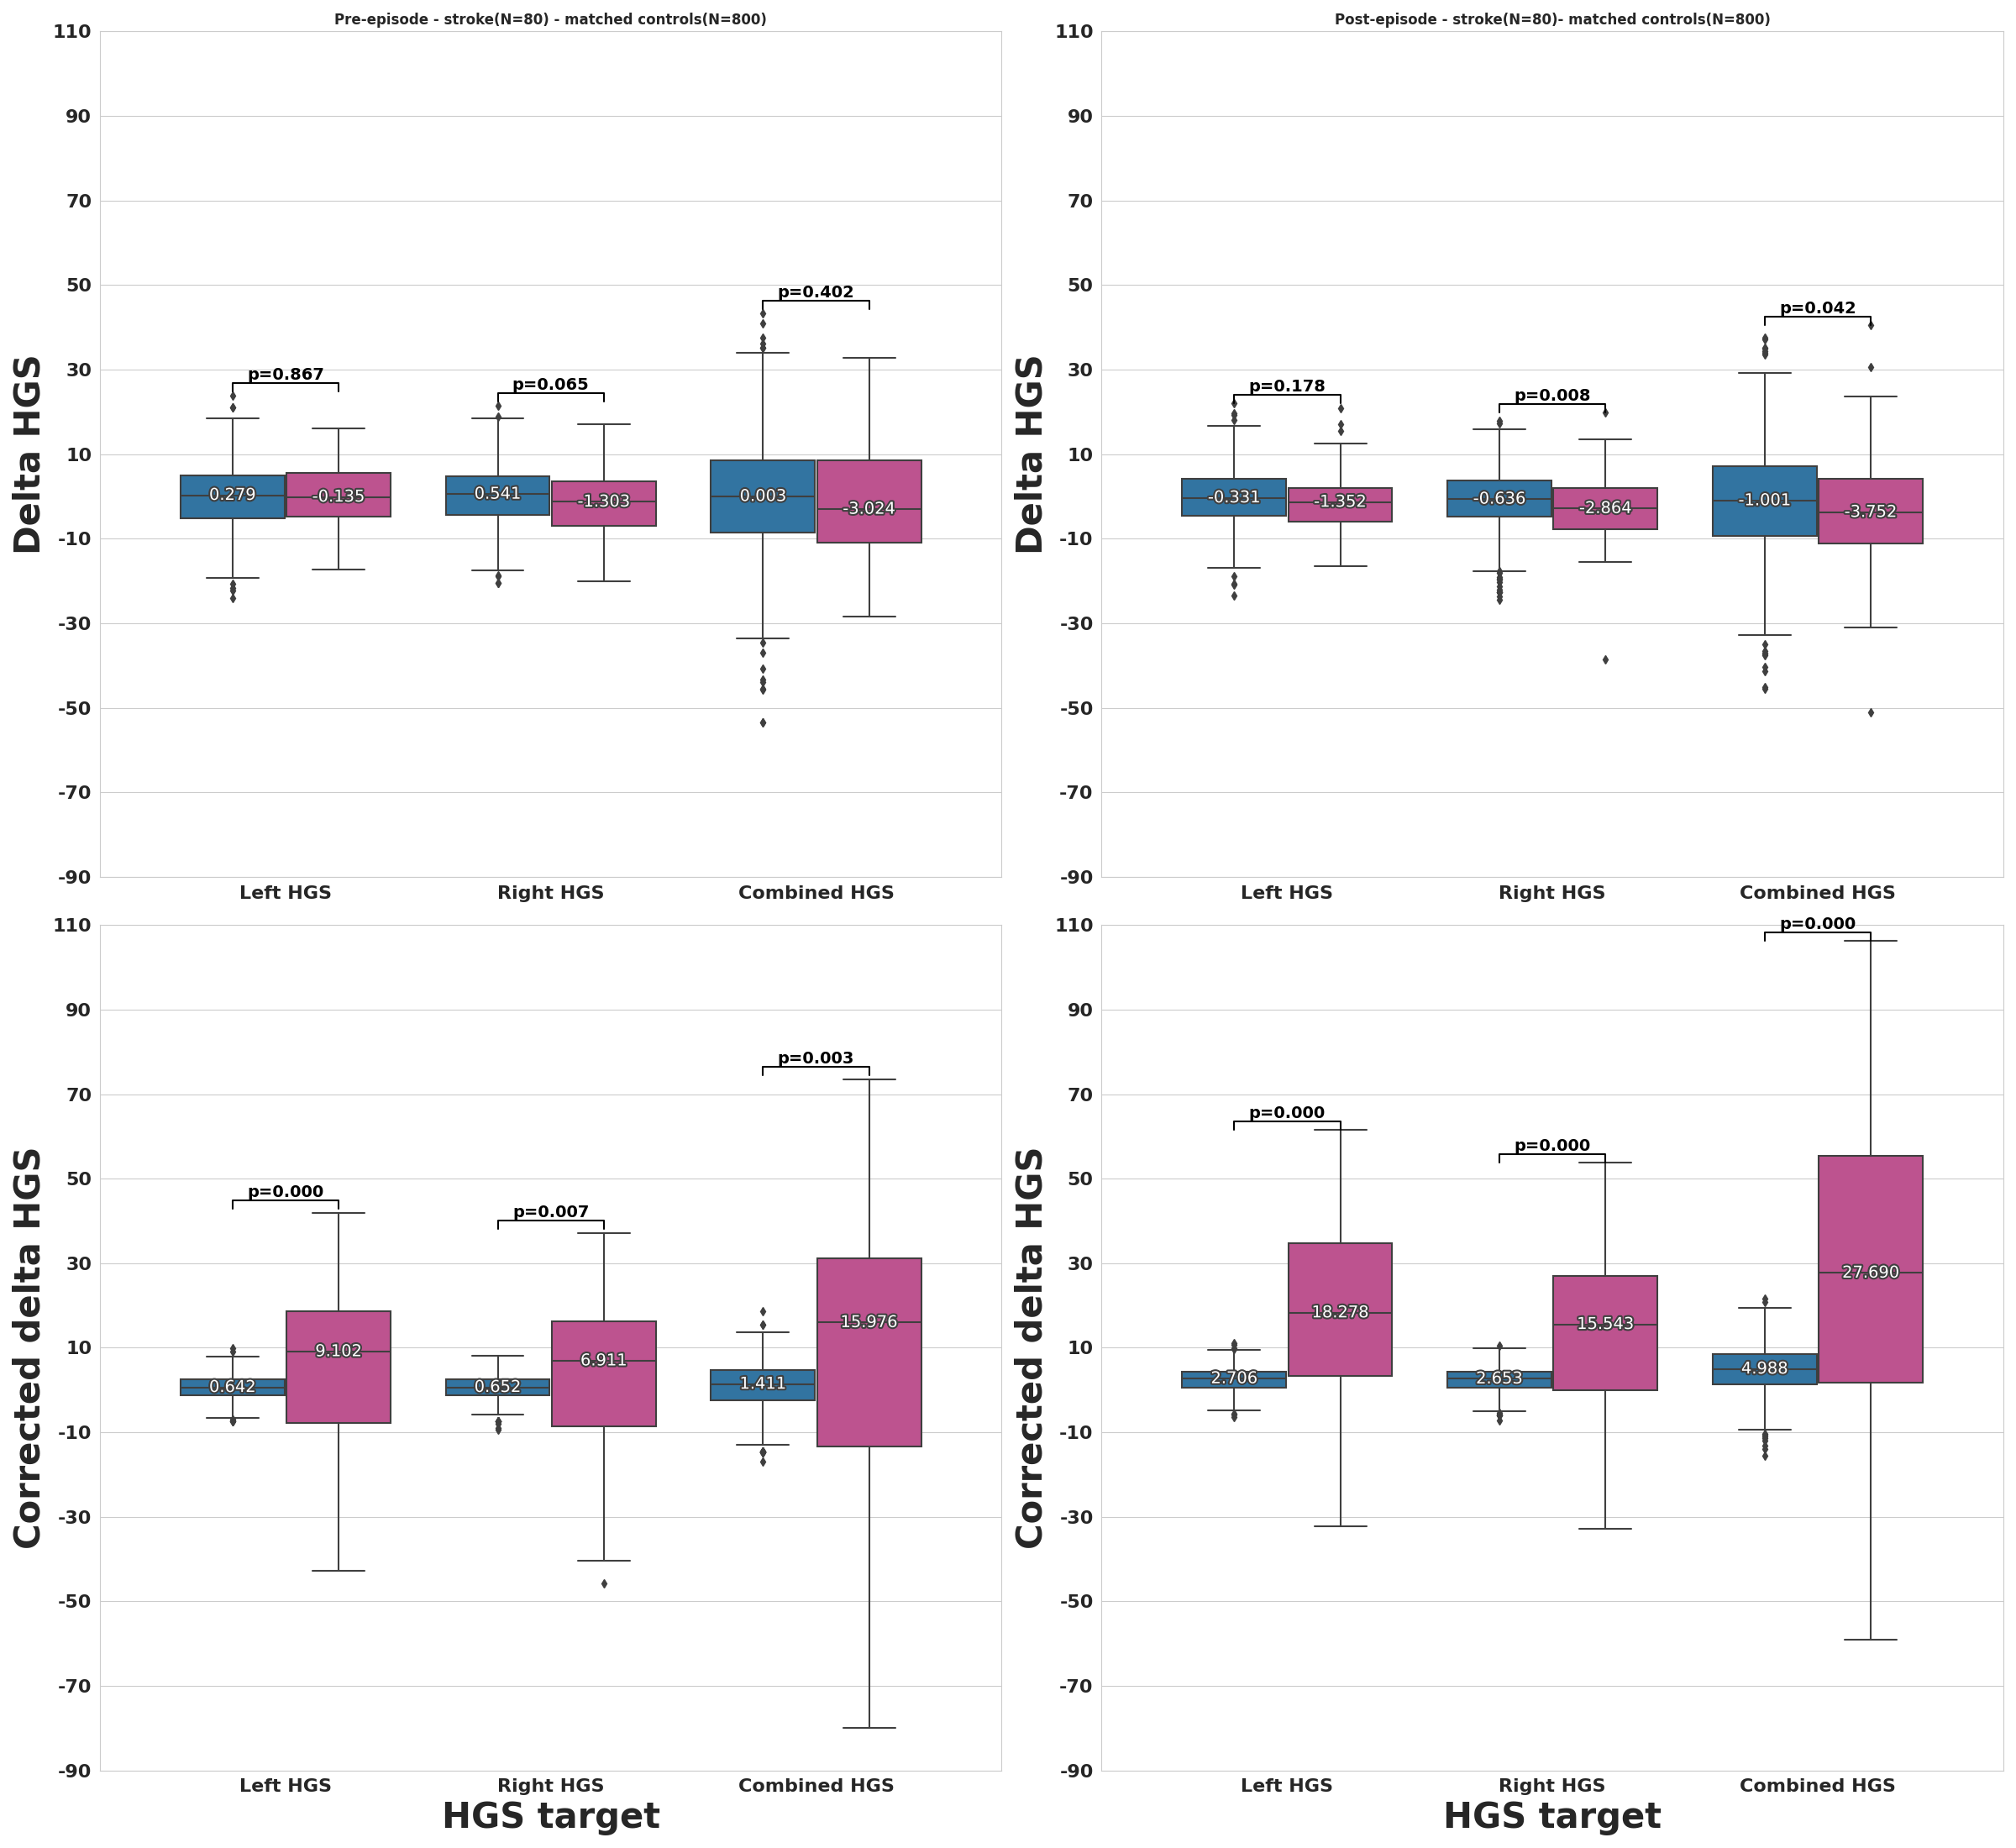 Pre-episode - stroke(N=80) - matched controls(N=800)
110
90
70
50
30
10
-10
-30
-50
-70
-90
Delta HGS
p=0.867
p=0.065
p=0.402
0.279
-0.135
0.541
-1.303
0.003
-3.024
Left HGS
Right HGS
Combined HGS
Post-episode - stroke(N=80)- matched controls(N=800)
110
90
70
50
30
10
-10
-30
-50
-70
-90
Delta HGS
p=0.178
p=0.008
p=0.042
-0.331
-1.352
-0.636
-2.864
-1.001
-3.752
Left HGS
Right HGS
Combined HGS
110
90
70
50
30
10
-10
-30
-50
-70
-90
Corrected delta HGS
p=0.000
p=0.007
p=0.003
0.642
9.102
0.652
6.911
1.411
15.976
Left HGS
Right HGS
Combined HGS
HGS target
110
90
70
50
30
10
-10
-30
-50
-70
-90
Corrected delta HGS
p=0.000
p=0.000
p=0.000
2.706
18.278
2.653
15.543
4.988
27.690
Left HGS
Right HGS
Combined HGS
HGS target